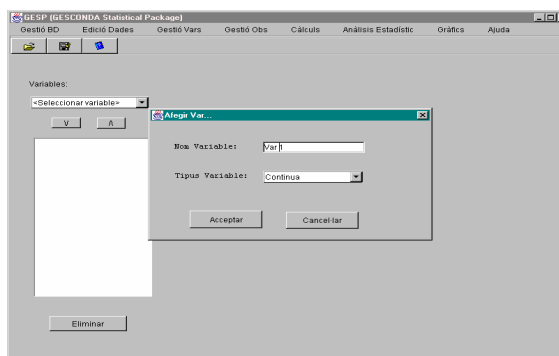 GESP (GESCONDA Statistical Package)
Gestió BD Edició Dades Gestió Vars Gestió Obs Càlculs Anàlisis Estadístic Gràfics Ajuda
Variables:
<Seleccionar variable>
V Λ
Afegir Var...
Nom Variable: Var 1
Tipus Variable: Continua
Acceptar Cancel·lar
Eliminar